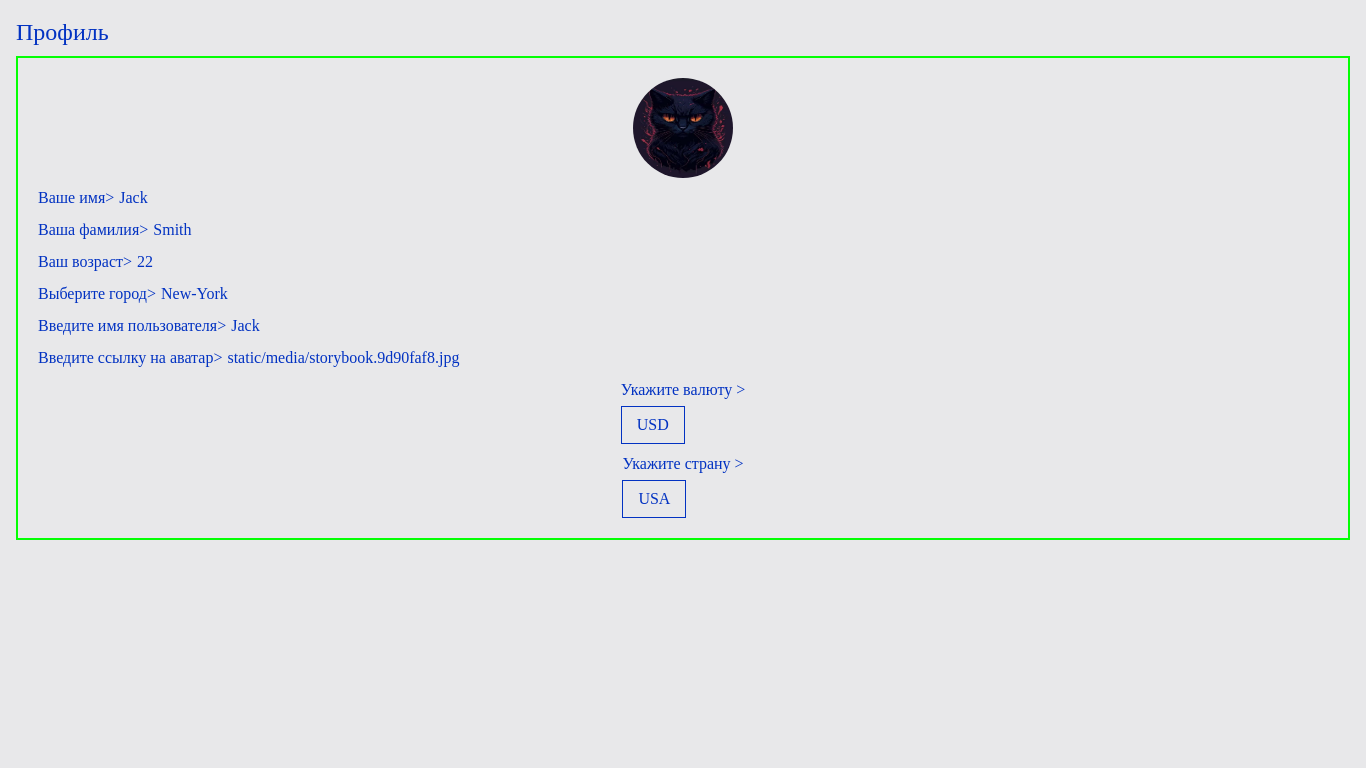 Профиль
Ваше имя> Jack
Ваша фамилия> Smith
Ваш возраст> 22
Выберите город> New-York
Введите имя пользователя> Jack
Введите ссылку на аватар> static/media/storybook.9d90faf8.jpg
Укажите валюту >
USD
Укажите страну >
USA